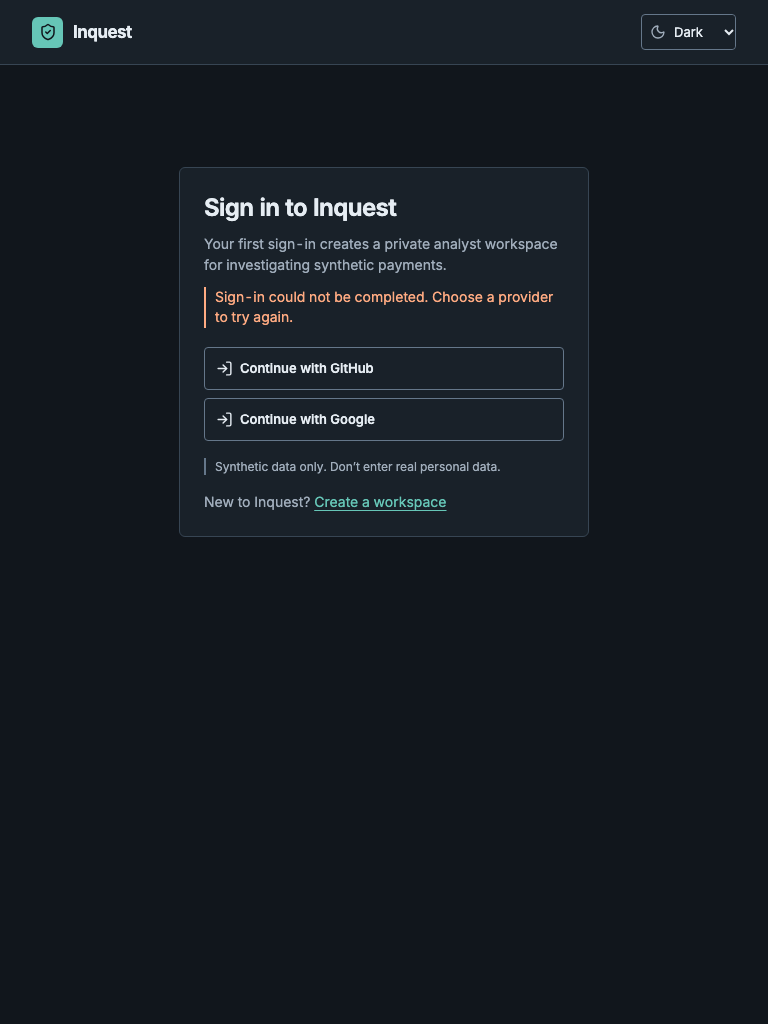 Inquest
Dark
Sign in to Inquest
Your first sign-in creates a private analyst workspace
for investigating synthetic payments.
Sign-in could not be completed. Choose a provider
to try again.
Continue with GitHub
Continue with Google
Synthetic data only. Don’t enter real personal data.
New to Inquest? Create a workspace